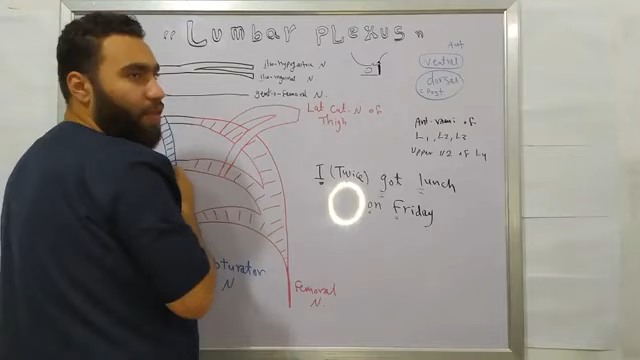 " Lumbar PLEXUS "
ilio-hypogastric N
ilio-inguinal N
genito-Femoral N.
Lat Cut. N of
Thigh
obturator
N
Femoral
N.
Ant
ventral
dorsal
Post
Ant. rami of
L1, L2, L3
Upper 1/2 of L4
I (Twice) got lunch
on Friday